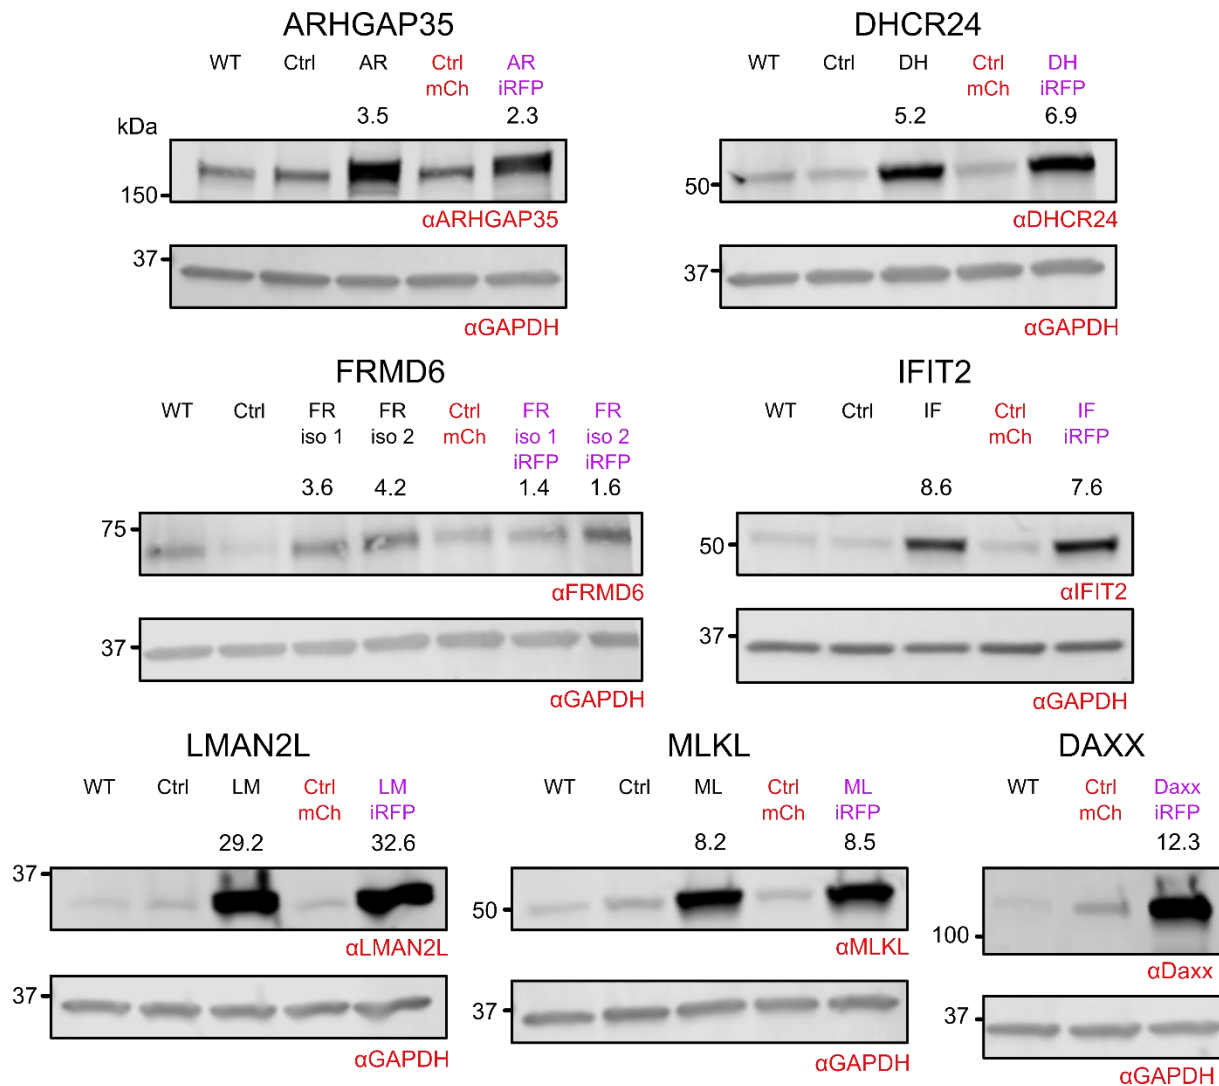 ARHGAP35
WT Ctrl AR Ctrl mCh AR iRFP
3.5 2.3
kDa
150
αARHGAP35
37
αGAPDH
DHCR24
WT Ctrl DH Ctrl mCh DH iRFP
5.2 6.9
50
αDHCR24
37
αGAPDH
FRMD6
WT Ctrl FR iso 1 FR iso 2 Ctrl mCh FR iso 1 iRFP FR iso 2 iRFP
3.6 4.2 1.4 1.6
75
αFRMD6
37
αGAPDH
IFIT2
WT Ctrl IF Ctrl mCh IF iRFP
8.6 7.6
50
αIFIT2
37
αGAPDH
LMAN2L
WT Ctrl LM Ctrl mCh LM iRFP
29.2 32.6
37
αLMAN2L
37
αGAPDH
MLKL
WT Ctrl ML Ctrl mCh ML iRFP
8.2 8.5
50
αMLKL
37
αGAPDH
DAXX
WT Ctrl mCh Daxx iRFP
12.3
100
αDaxx
37
αGAPDH